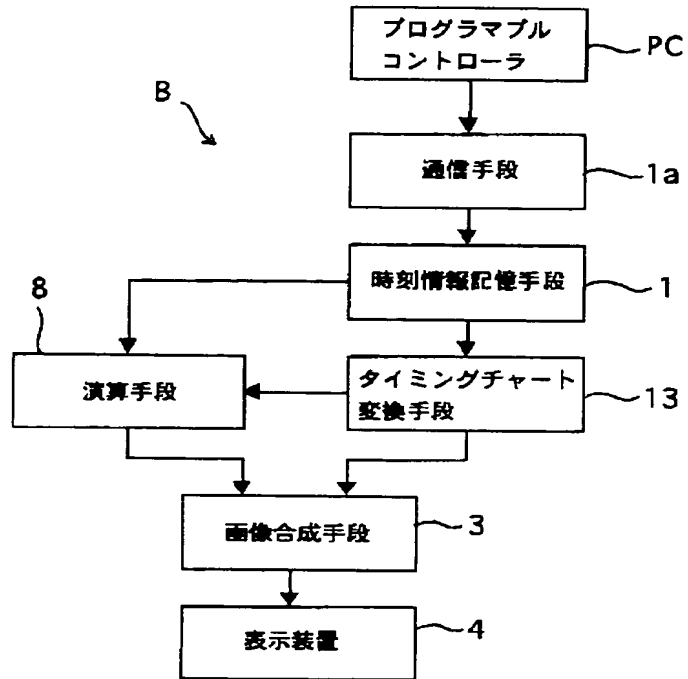 プログラマブル
コントローラ
PC
B
通信手段
1a
時刻情報記憶手段
1
8
演算手段
タイミングチャート
変換手段
13
画像合成手段
3
表示装置
4